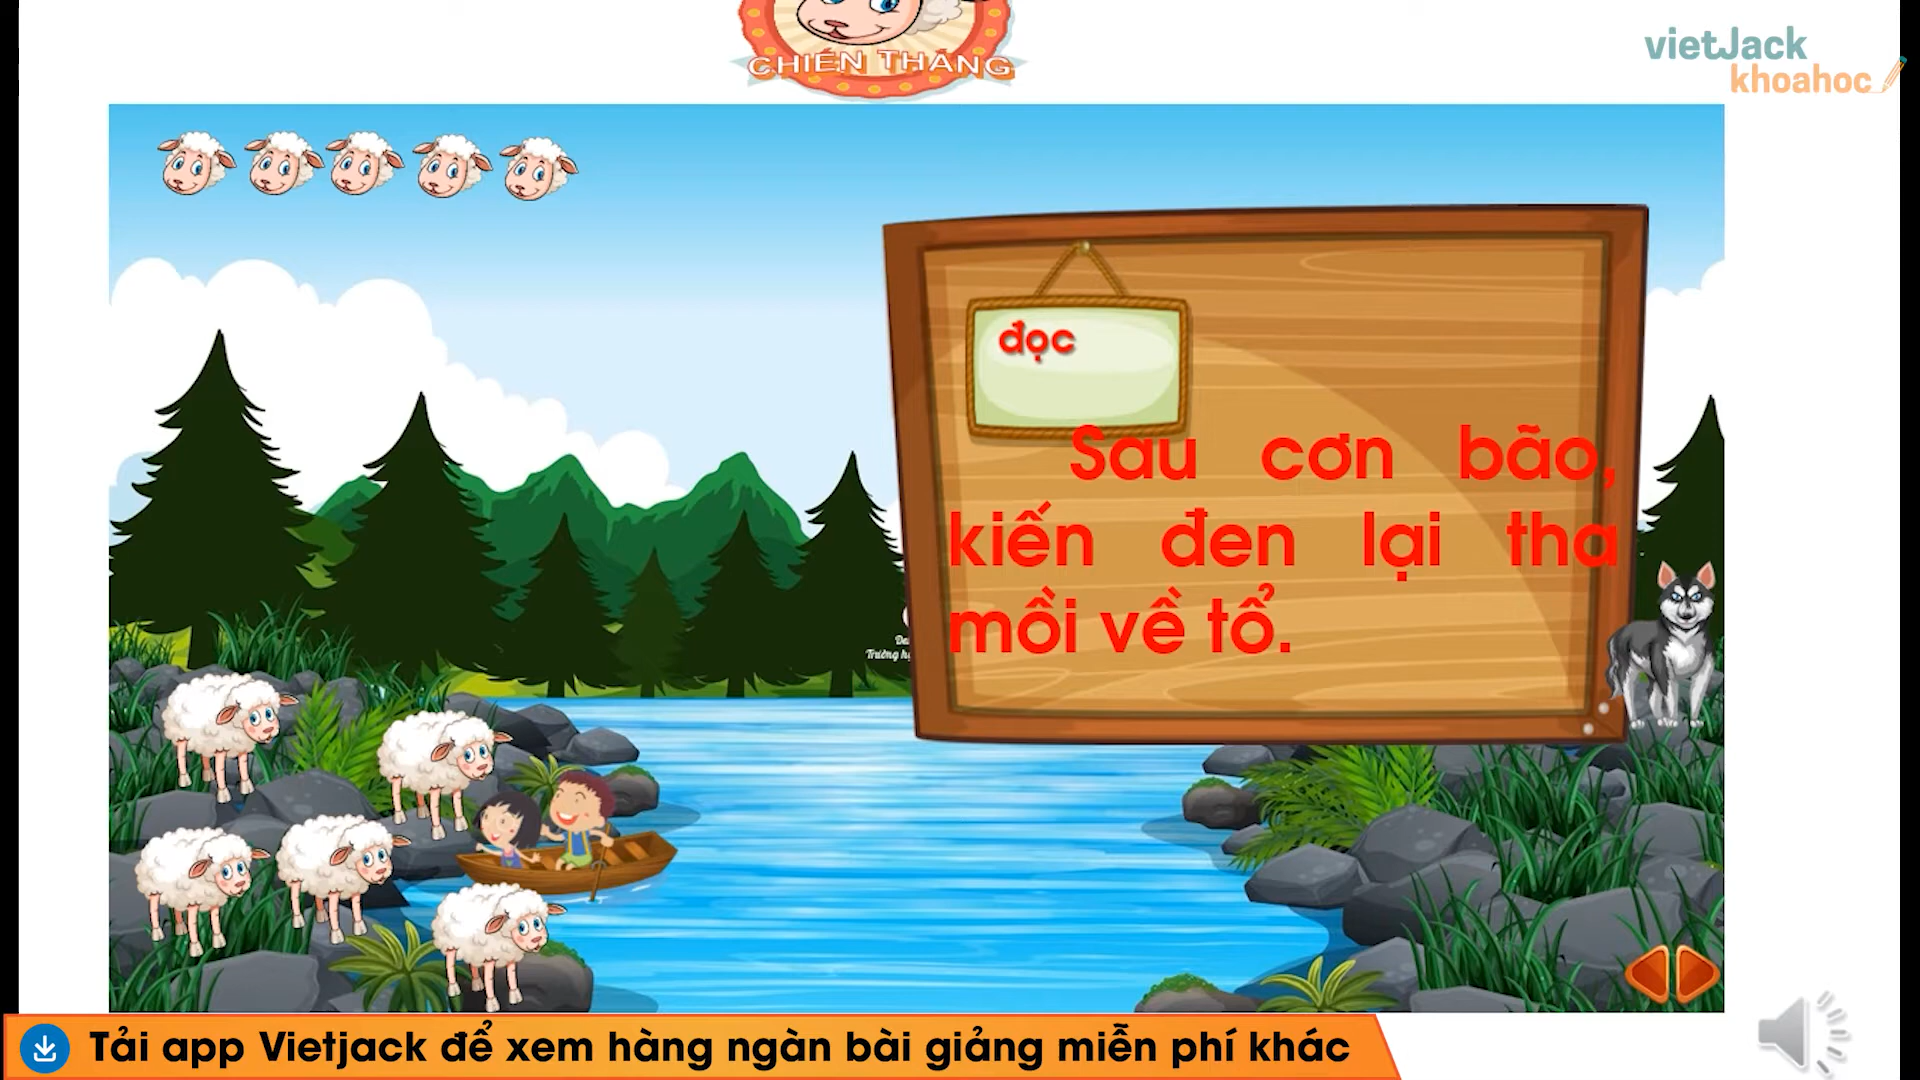 CHIẾN THẮNG
vietJack
khoahoc
đọc
Sau cơn bão,
kiến đen lại tha
mồi về tổ.
Trường
Tải app Vietjack để xem hàng ngàn bài giảng miễn phí khác